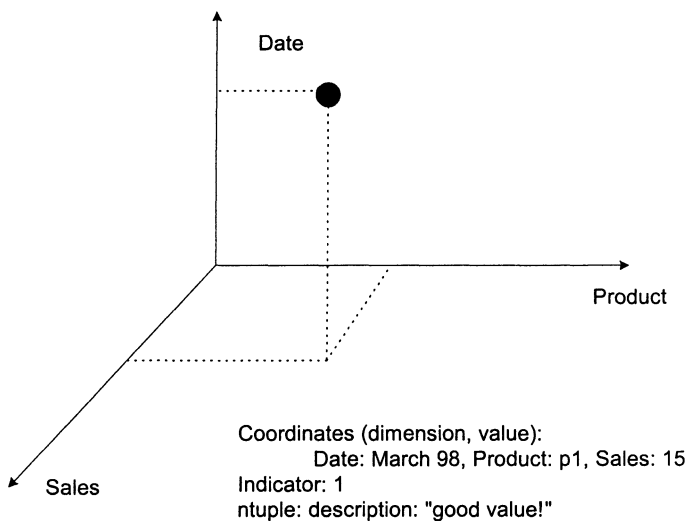 Date
Product
Sales
Coordinates (dimension, value):
Date: March 98, Product: p1, Sales: 15
Indicator: 1
ntuple: description: "good value!"